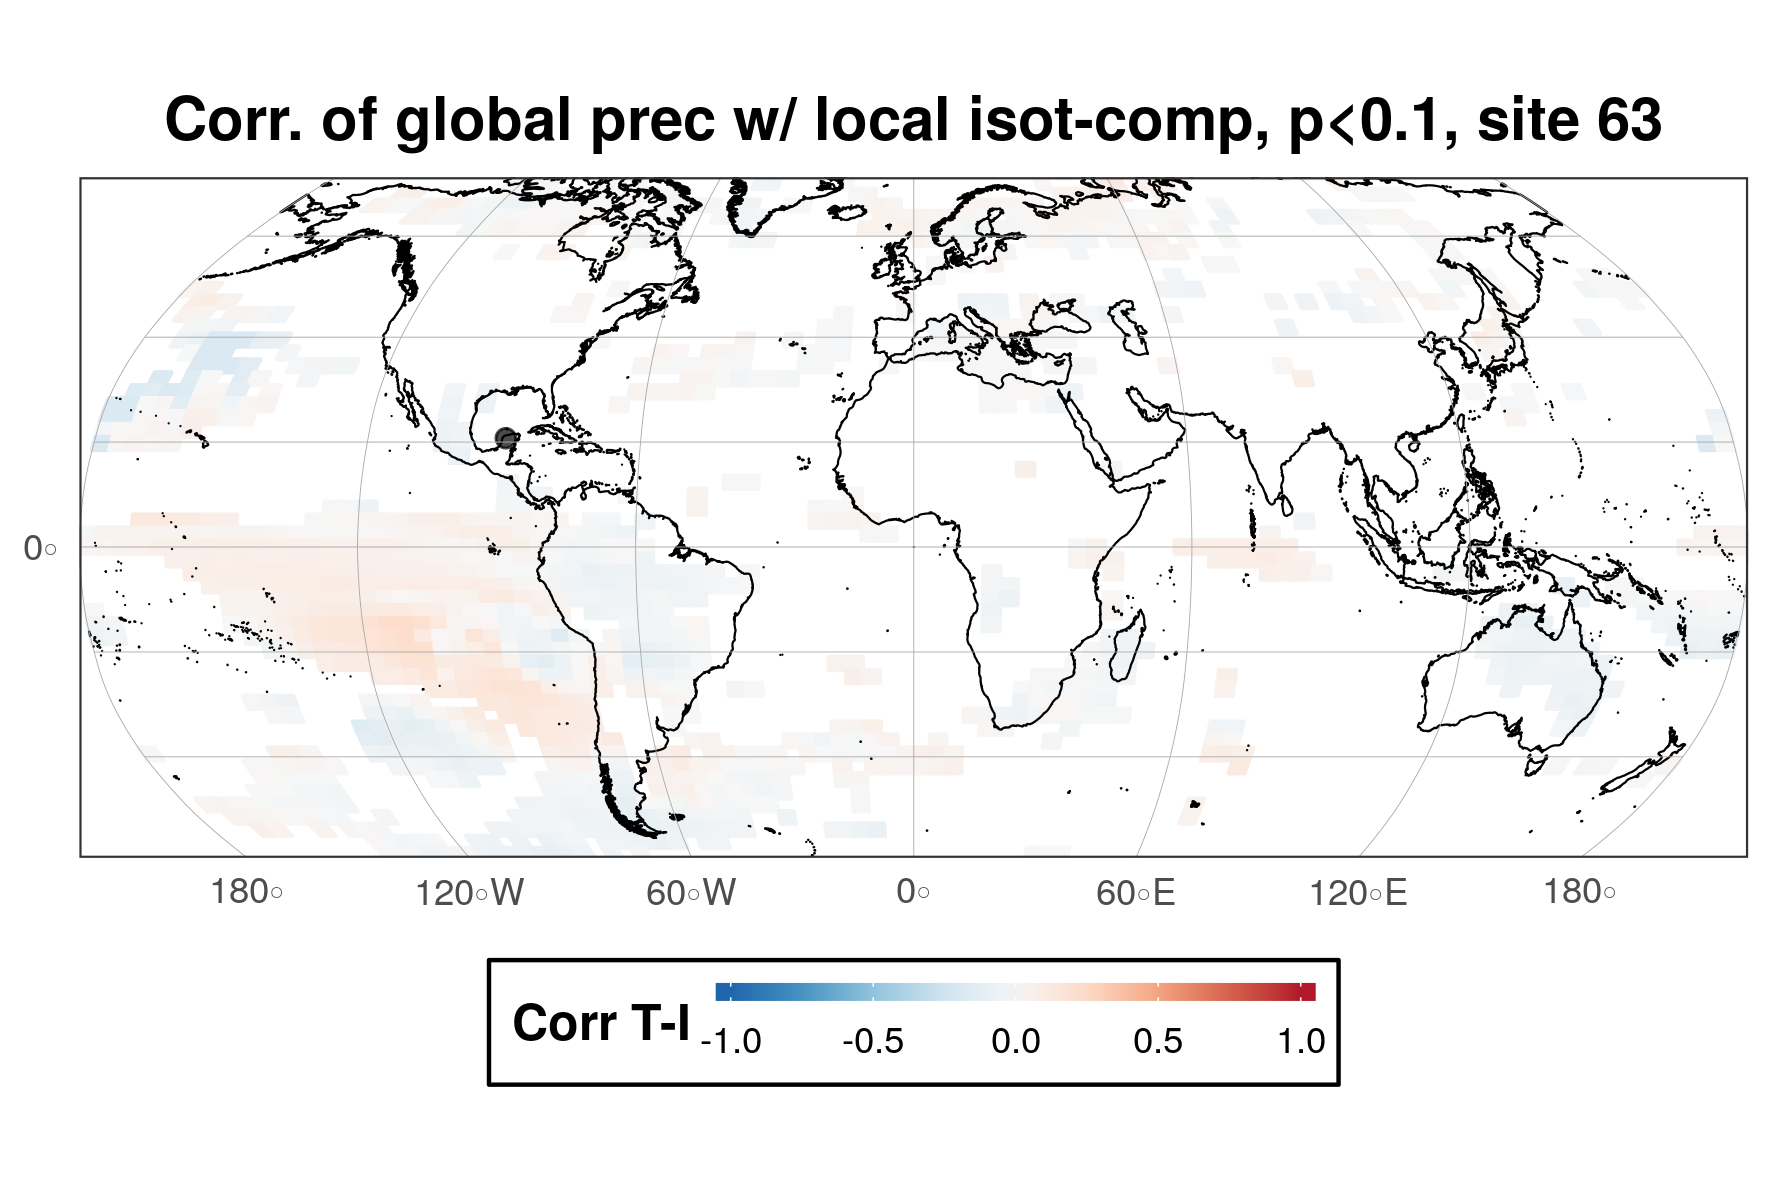 Corr. of global prec w/ local isot-comp, p<0.1, site 63
0°
180° 120°W 60°W 0° 60°E 120°E 180°
Corr T-I
-1.0 -0.5 0.0 0.5 1.0